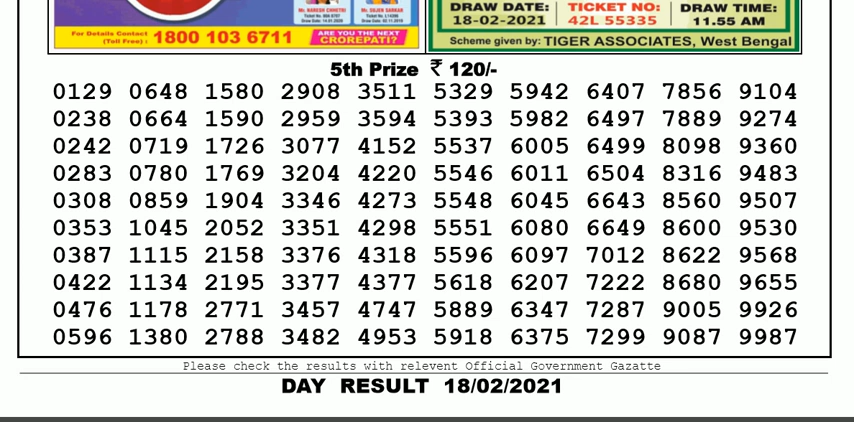 Mr. NARESH CHHETRI
DRAW DATE: TICKET NO: DRAW TIME:
18-02-2021 42L 55335 11.55 AM
For Details Contact
(Toll Free) : 1800 103 6711
ARE YOU THE NEXT
CROREPATI?
Scheme given by: TIGER ASSOCIATES, West Bengal
5th Prize ₹ 120/-
0129 0648 1580 2908 3511 5329 5942 6407 7856 9104
0238 0664 1590 2959 3594 5393 5982 6497 7889 9274
0242 0719 1726 3077 4152 5537 6005 6499 8098 9360
0283 0780 1769 3204 4220 5546 6011 6504 8316 9483
0308 0859 1904 3346 4273 5548 6045 6643 8560 9507
0353 1045 2052 3351 4298 5551 6080 6649 8600 9530
0387 1115 2158 3376 4318 5596 6097 7012 8622 9568
0422 1134 2195 3377 4377 5618 6207 7222 8680 9655
0476 1178 2771 3457 4747 5889 6347 7287 9005 9926
0596 1380 2788 3482 4953 5918 6375 7299 9087 9987
Please check the results with relevent Official Government Gazatte
DAY RESULT 18/02/2021